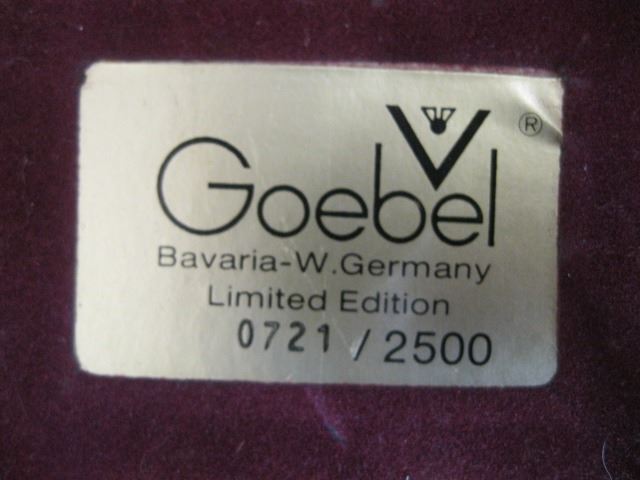 Goebel ®
Bavaria-W.Germany
Limited Edition
0721 / 2500